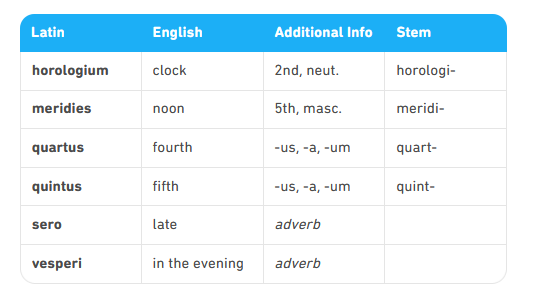 Latin English Additional Info Stem
horologium clock 2nd, neut. horologi-
meridies noon 5th, masc. meridi-
quartus fourth -us, -a, -um quart-
quintus fifth -us, -a, -um quint-
sero late adverb
vesperi in the evening adverb